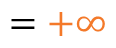 = +∞